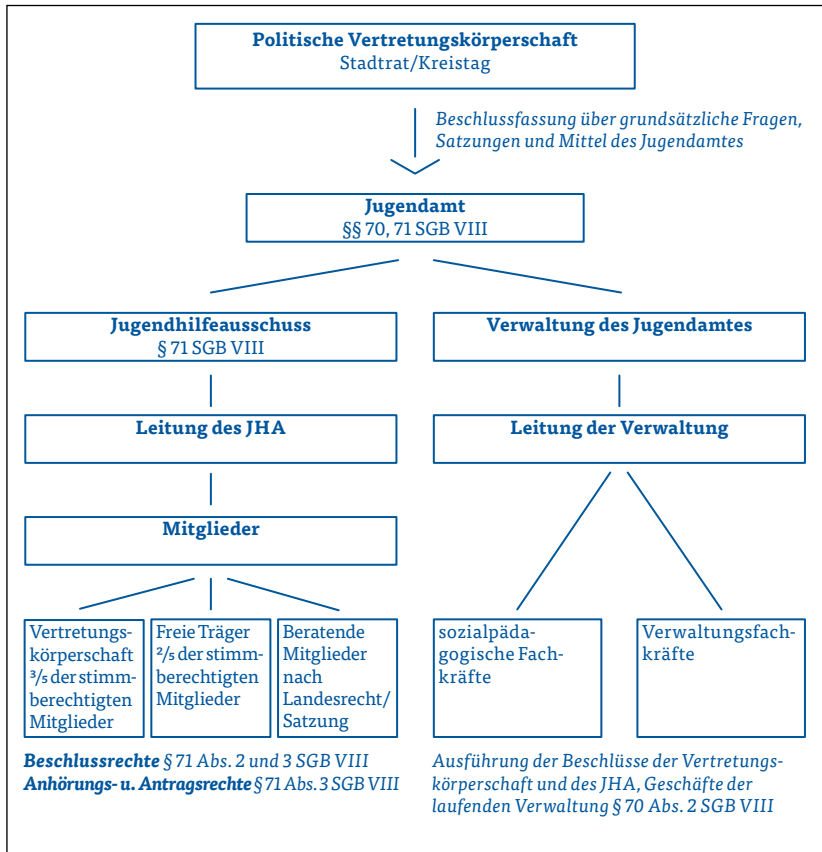 Politische Vertretungskörperschaft
Stadtrat/Kreistag
Beschlussfassung über grundsätzliche Fragen,
Satzungen und Mittel des Jugendamtes
Jugendamt
§§ 70, 71 SGB VIII
Jugendhilfeausschuss
§ 71 SGB VIII
Verwaltung des Jugendamtes
Leitung des JHA
Leitung der Verwaltung
Mitglieder
Vertretungs-
körperschaft
3/5 der stimm-
berechtigten
Mitglieder
Freie Träger
2/5 der stimm-
berechtigten
Mitglieder
Beratende
Mitglieder
nach
Landesrecht/
Satzung
sozialpäda-
gogische Fach-
kräfte
Verwaltungsfach-
kräfte
Beschlussrechte § 71 Abs. 2 und 3 SGB VIII
Anhörungs- u. Antragsrechte § 71 Abs. 3 SGB VIII
Ausführung der Beschlüsse der Vertretungs-
körperschaft und des JHA, Geschäfte der
laufenden Verwaltung § 70 Abs. 2 SGB VIII